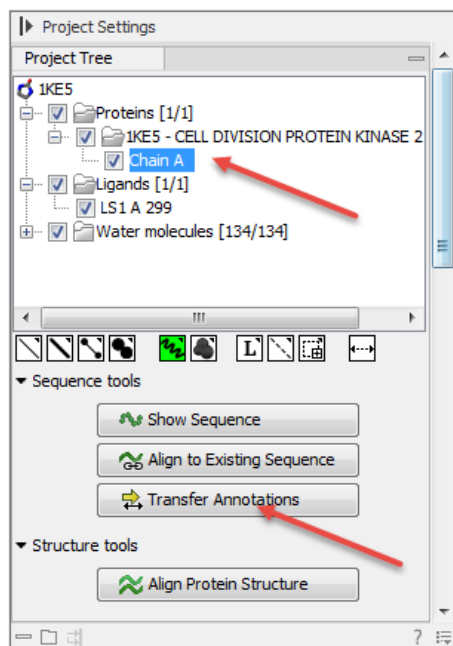 Project Settings
Project Tree
1KE5
Proteins [1/1]
1KE5 - CELL DIVISION PROTEIN KINASE 2
Chain A
Ligands [1/1]
LS1 A 299
Water molecules [134/134]
L
Sequence tools
Show Sequence
Align to Existing Sequence
Transfer Annotations
Structure tools
Align Protein Structure
?